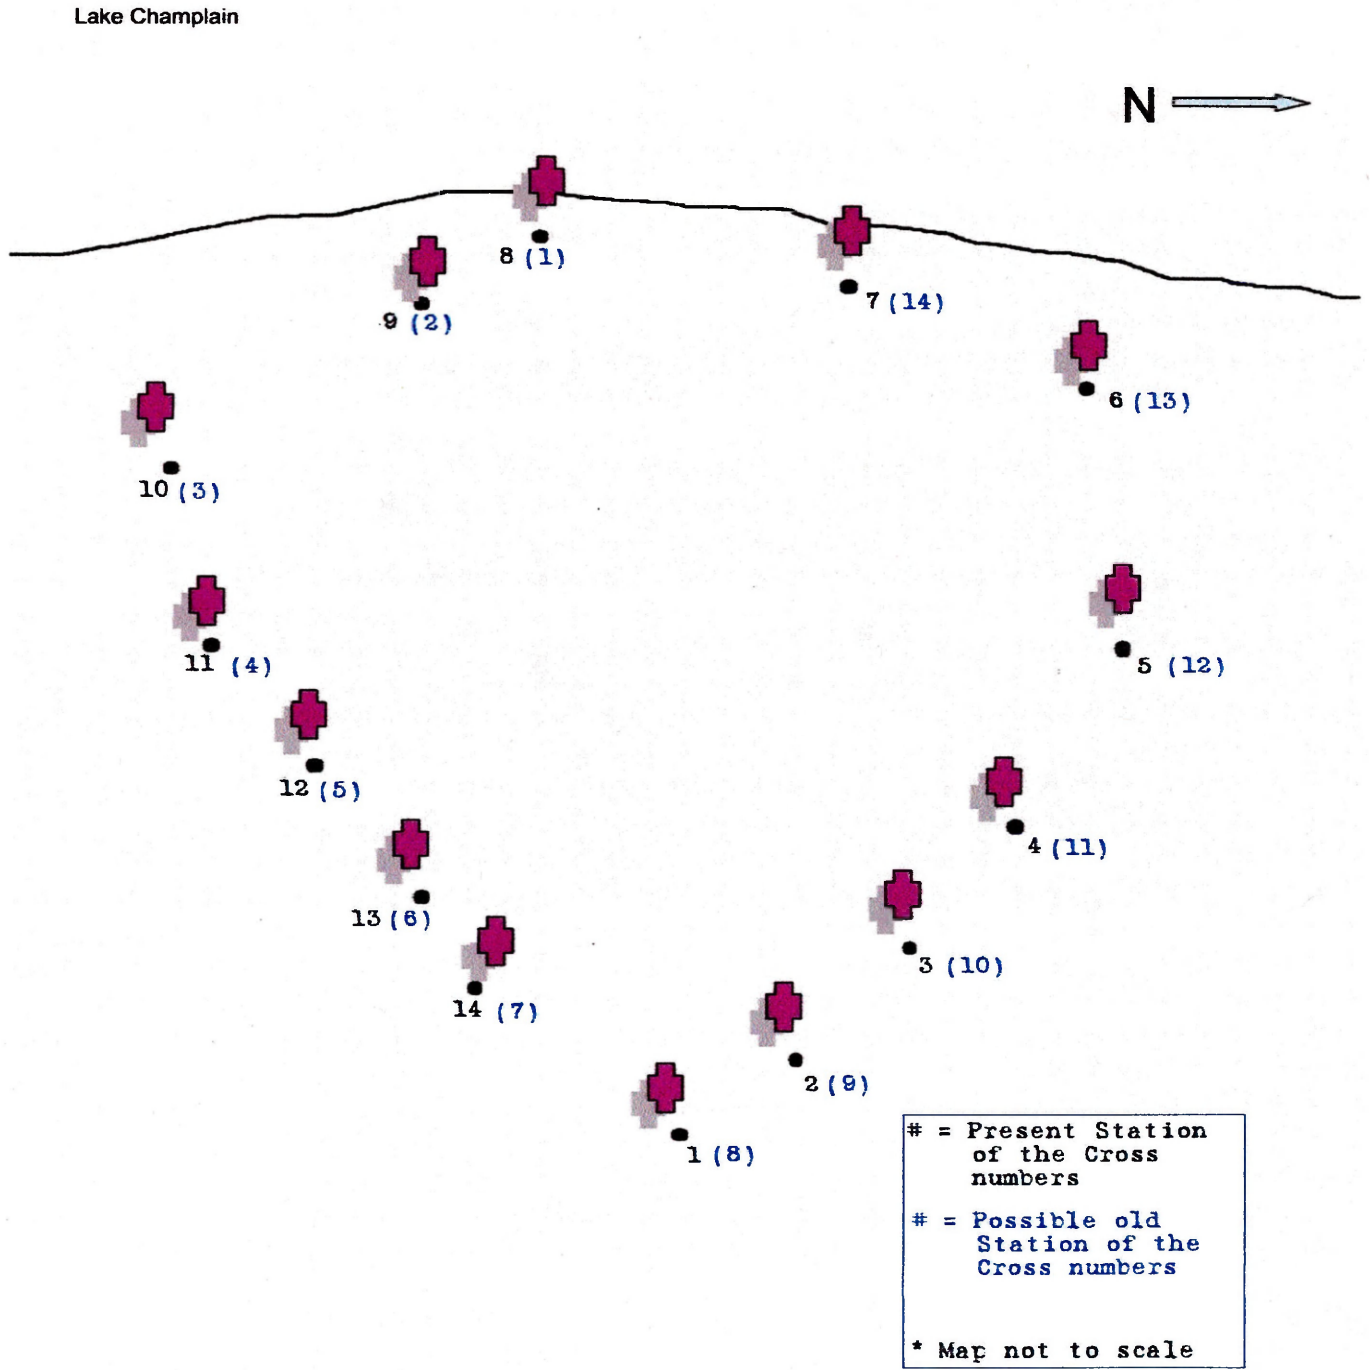 Lake Champlain
N
8 (1)
7 (14)
9 (2)
6 (13)
10 (3)
11 (4)
5 (12)
12 (5)
4 (11)
13 (6)
3 (10)
14 (7)
2 (9)
1 (8)
# = Present Station
of the Cross
numbers
# = Possible old
Station of the
Cross numbers
* Map not to scale